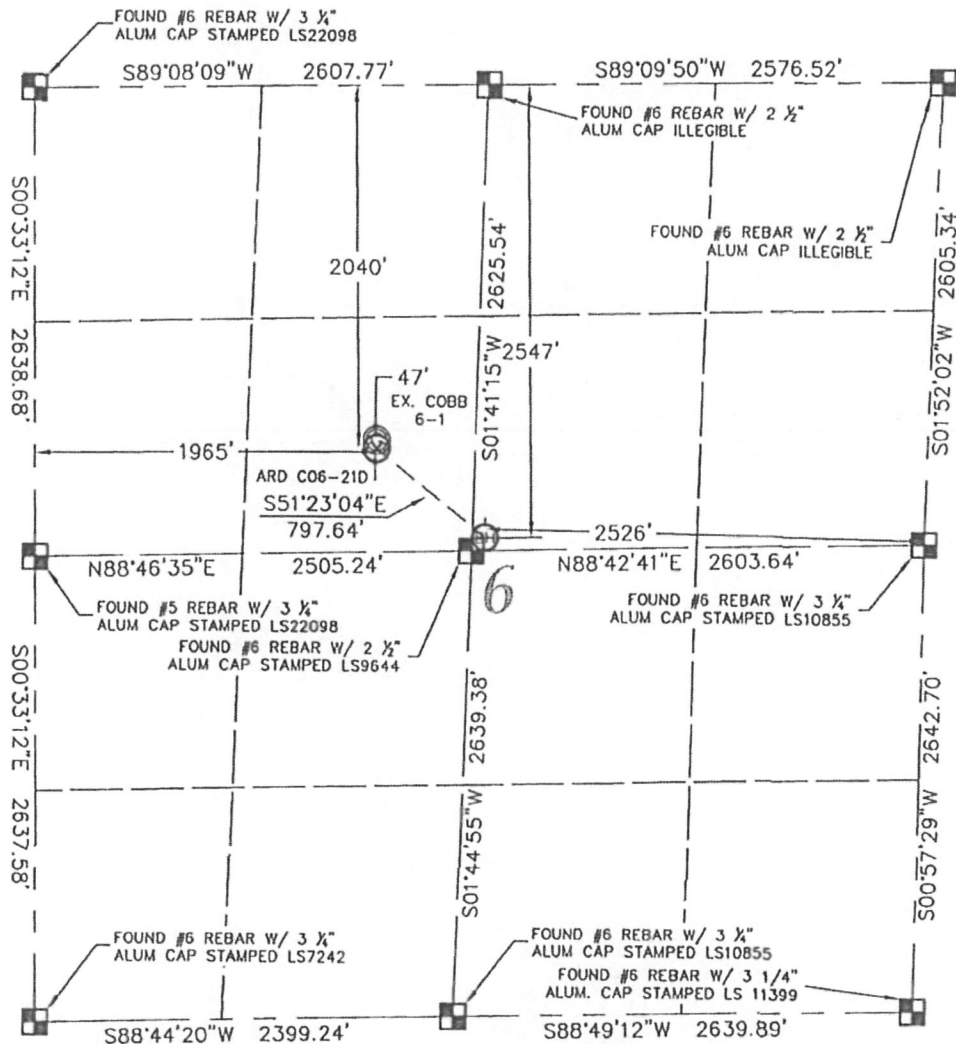 FOUND #6 REBAR W/ 3 ¼"
ALUM CAP STAMPED LS22098
S89°08'09"W 2607.77'
S89°09'50"W 2576.52'
FOUND #6 REBAR W/ 2 ½"
ALUM CAP ILLEGIBLE
FOUND #6 REBAR W/ 2 ½"
ALUM CAP ILLEGIBLE
S00°33'12"E 2638.68'
2040'
2625.54'
S01°41'15"W
2547'
2605.34'
S01°52'02"W
47'
EX. COBB
6-1
1965'
ARD C06-21D
S51°23'04"E
797.64'
BH
2526'
N88°46'35"E 2505.24'
N88°42'41"E 2603.64'
6
FOUND #5 REBAR W/ 3 ¼"
ALUM CAP STAMPED LS22098
FOUND #6 REBAR W/ 2 ½"
ALUM CAP STAMPED LS9644
FOUND #6 REBAR W/ 3 ¼"
ALUM CAP STAMPED LS10855
S00°33'12"E 2637.58'
2639.38'
S01°44'55"W
2642.70'
S00°57'29"W
FOUND #6 REBAR W/ 3 ¼"
ALUM CAP STAMPED LS7242
FOUND #6 REBAR W/ 3 ¼"
ALUM CAP STAMPED LS10855
FOUND #6 REBAR W/ 3 1/4"
ALUM. CAP STAMPED LS 11399
S88°44'20"W 2399.24'
S88°49'12"W 2639.89'